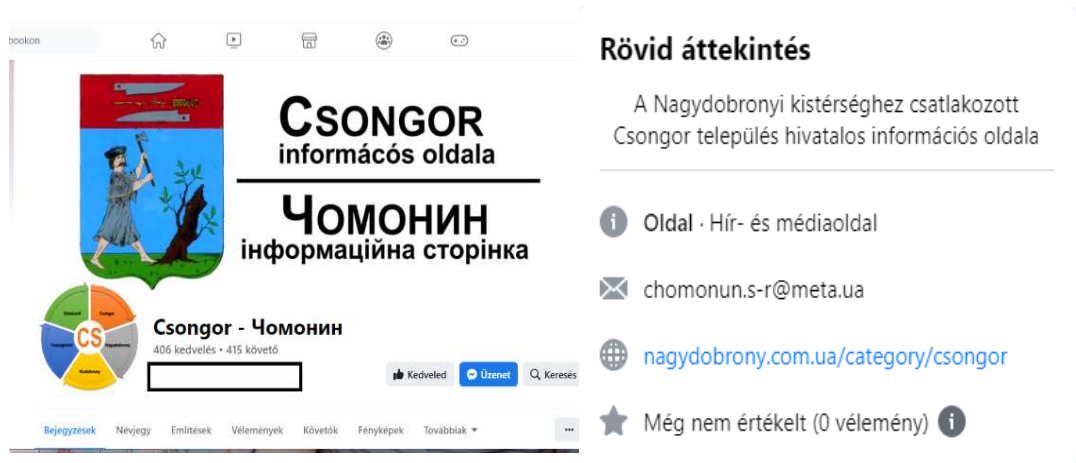 bookon
CSONGOR
informácós oldala
ЧОМОНИН
інформаційна сторінка
CS
Csongor - Чомонин
406 kedvelés • 415 követő
Kedveled
Üzenet
Keresés
Bejegyzések Névjegy Említések Vélemények Követők Fényképek Továbbiak
Rövid áttekintés
A Nagydobronyi kistérséghez csatlakozott
Csongor település hivatalos információs oldala
Oldal · Hír- és médiaoldal
chomonun.s-r@meta.ua
nagydobrony.com.ua/category/csongor
Még nem értékelt (0 vélemény)